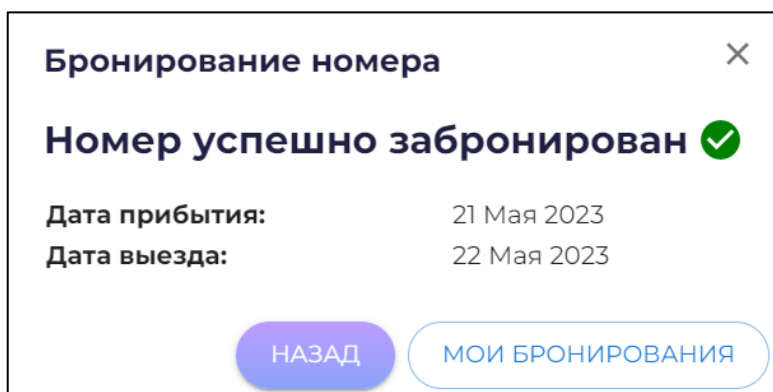 Бронирование номера
Номер успешно забронирован
Дата прибытия: 21 Мая 2023
Дата выезда: 22 Мая 2023
НАЗАД МОИ БРОНИРОВАНИЯ